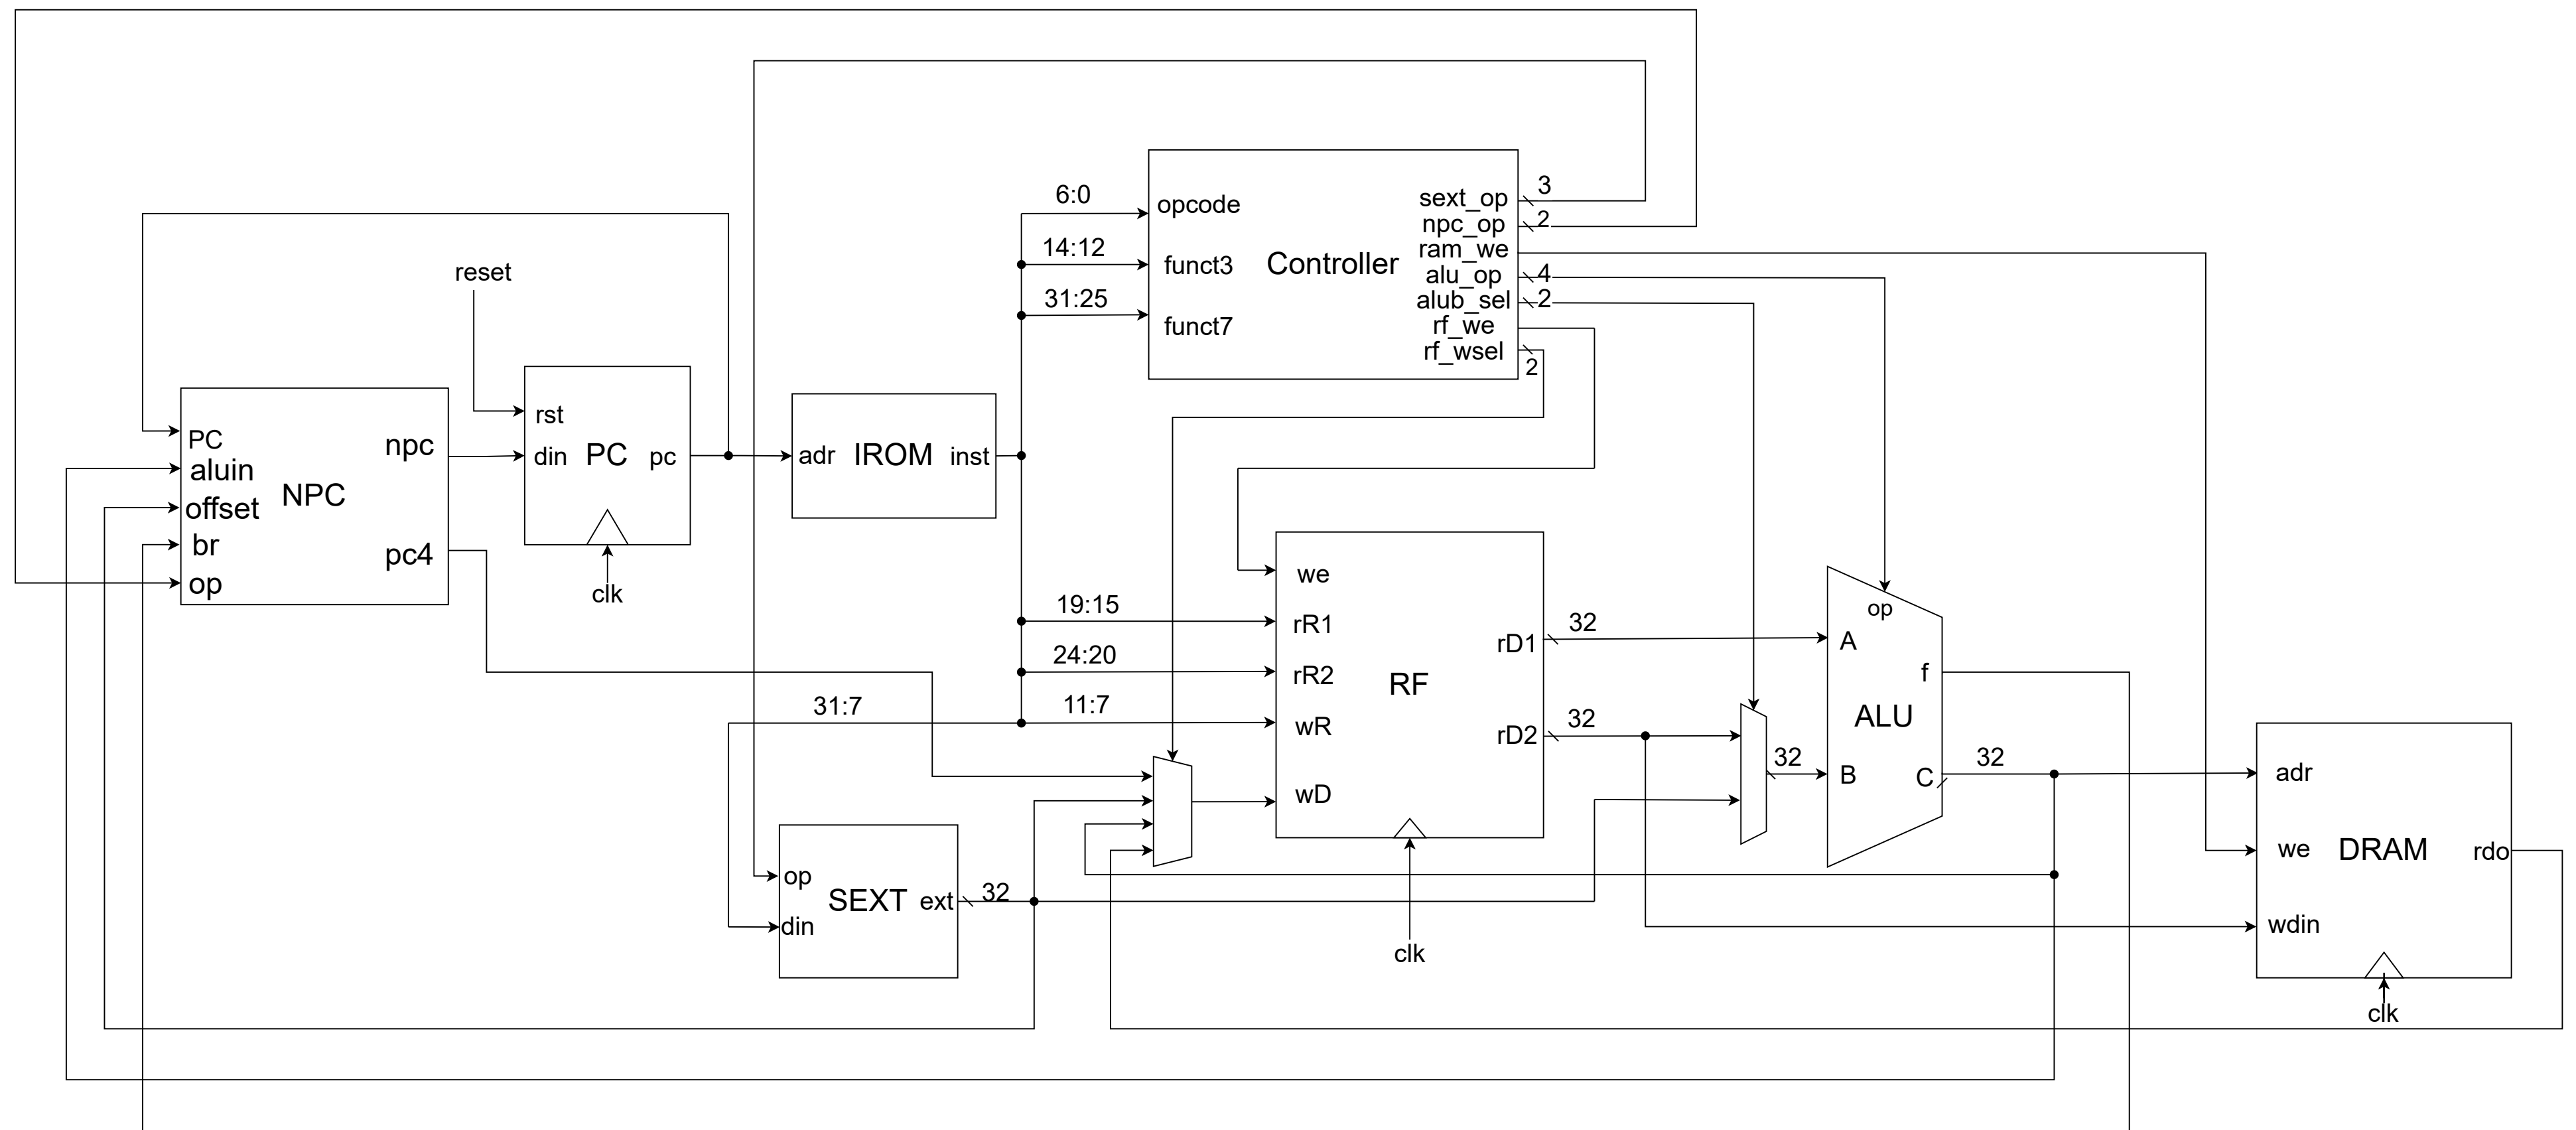 3
6:0
sext_op
opcode
2
npc_op
14:12
ram_we
funct3
Controller
reset
alu_op
4
31:25
alub_sel
2
funct7
rf_we
rf_wsel
2
PC
npc
rst
aluin
din
PC
pc
adr
IROM
inst
NPC
offset
br
pc4
op
clk
we
19:15
rR1
32
op
rD1
A
24:20
rR2
RF
f
31:7
11:7
wR
32
rD2
ALU
32
B
C
32
adr
wD
we
DRAM
rdo
op
SEXT
ext
32
din
wdin
clk
clk